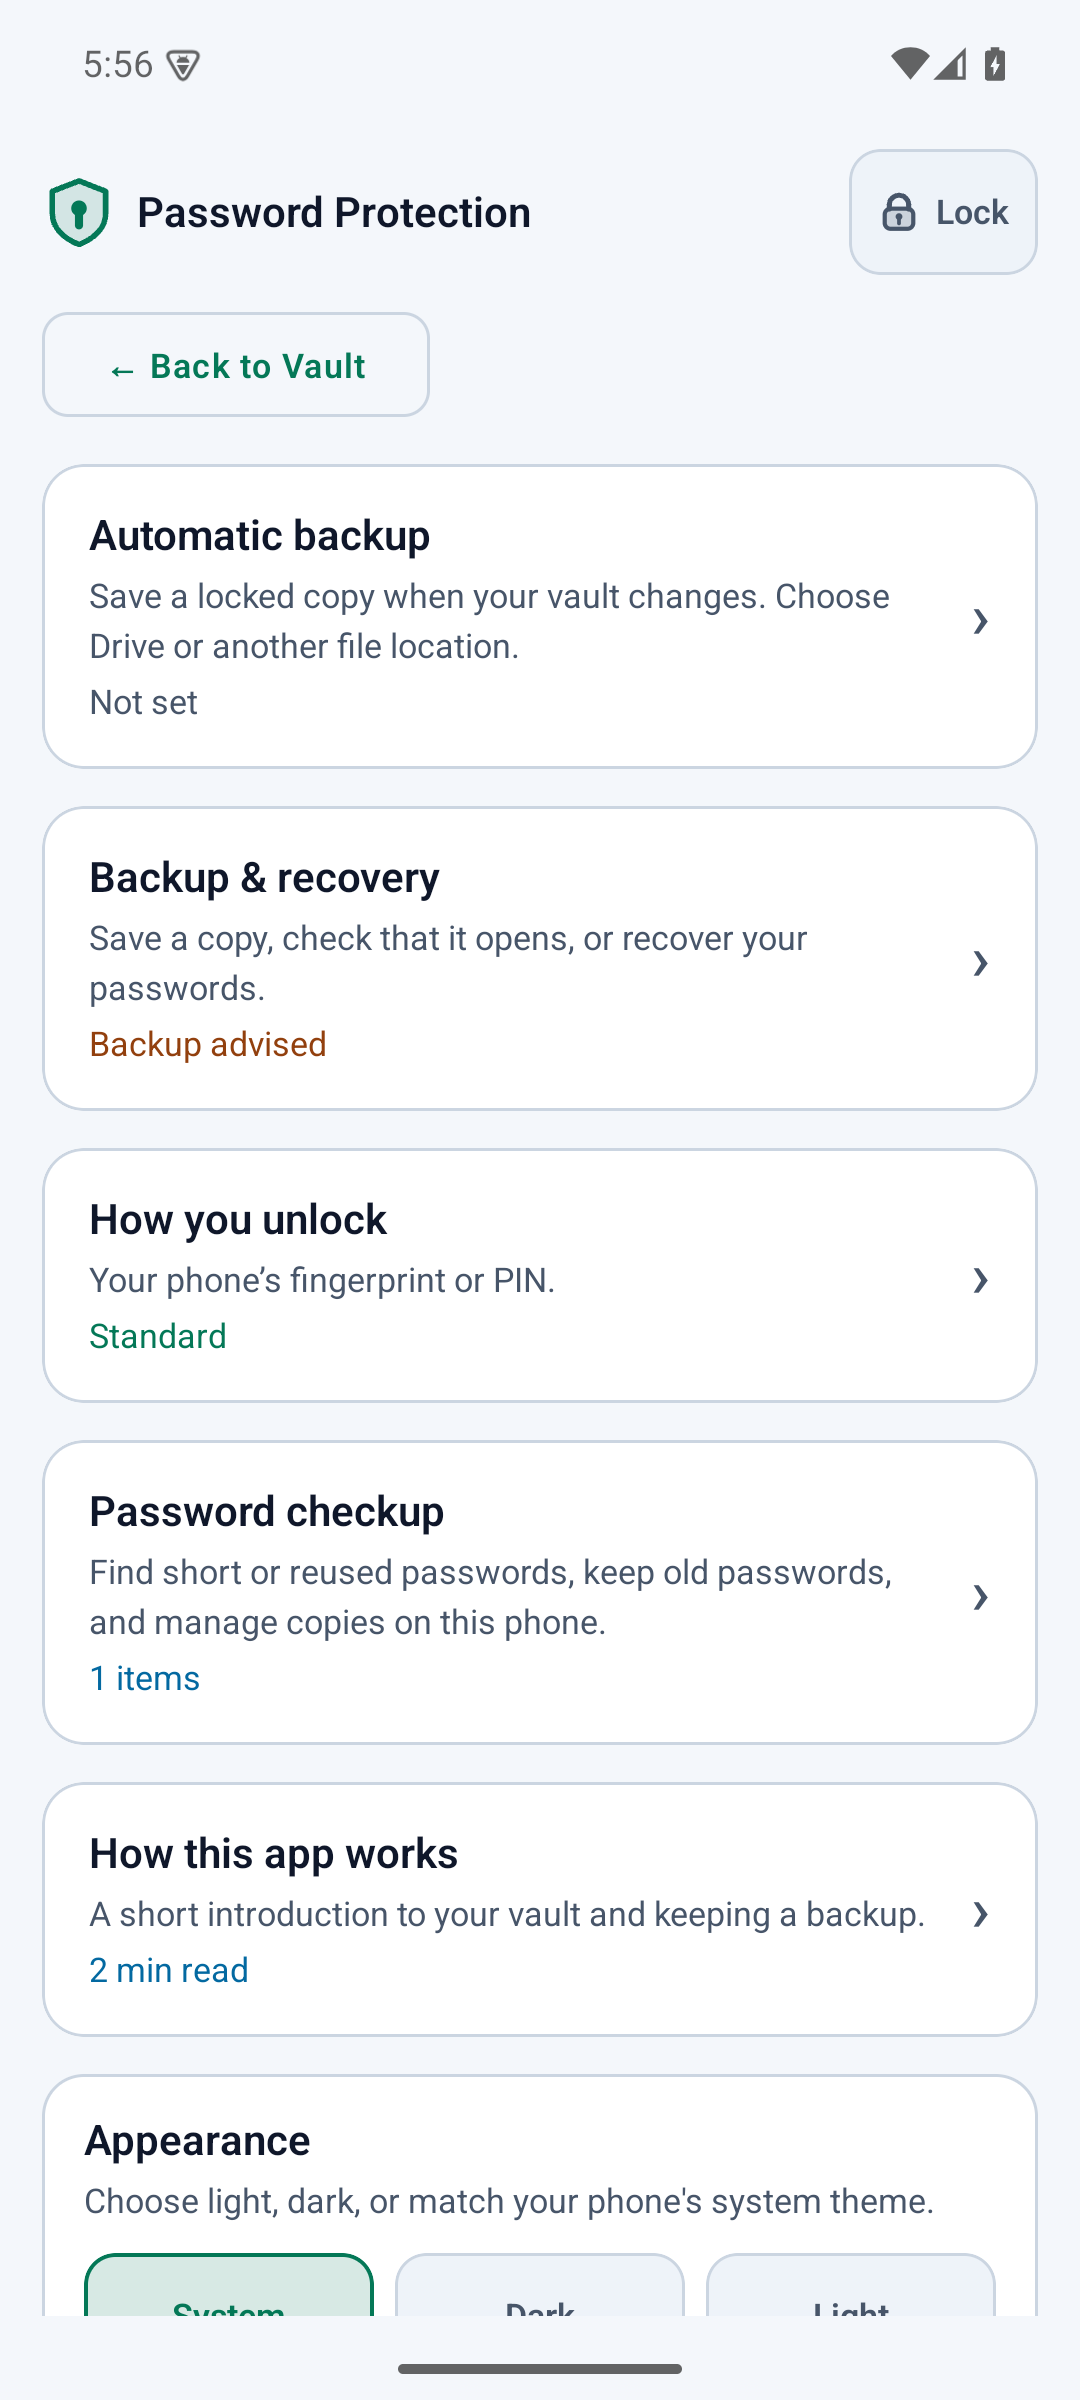 5:56
Password Protection
Lock
← Back to Vault
Automatic backup
Save a locked copy when your vault changes. Choose
Drive or another file location.
Not set
Backup & recovery
Save a copy, check that it opens, or recover your
passwords.
Backup advised
How you unlock
Your phone’s fingerprint or PIN.
Standard
Password checkup
Find short or reused passwords, keep old passwords,
and manage copies on this phone.
1 items
How this app works
A short introduction to your vault and keeping a backup.
2 min read
Appearance
Choose light, dark, or match your phone's system theme.
System
Dark
Light